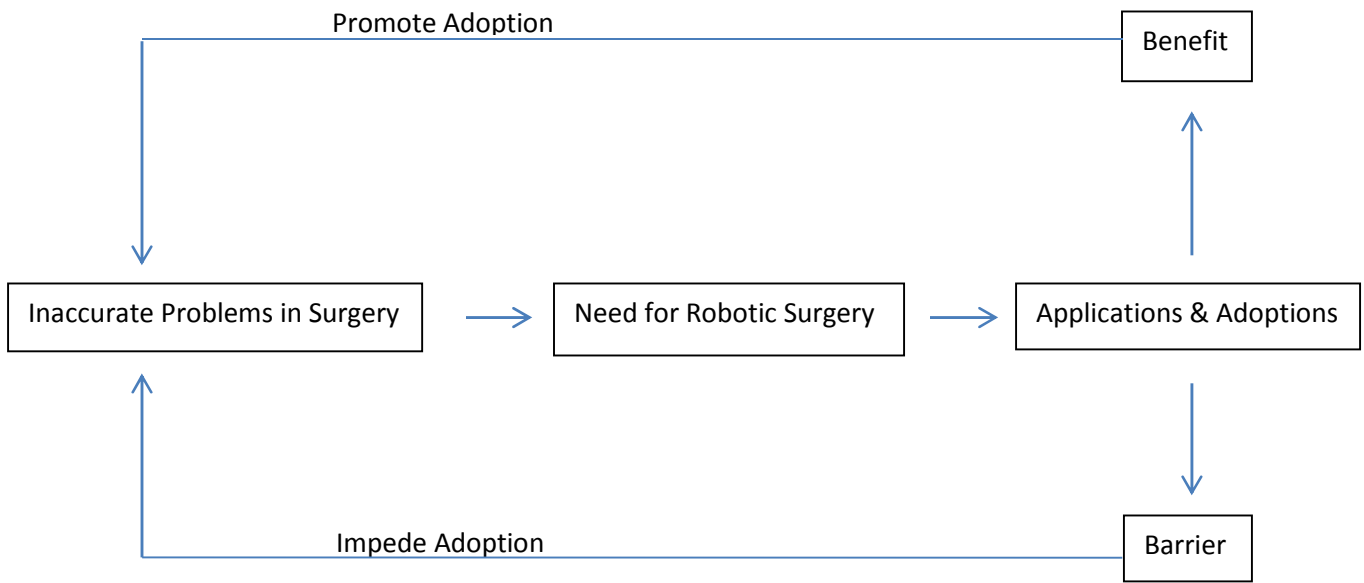 Promote Adoption
Benefit
Inaccurate Problems in Surgery
Need for Robotic Surgery
Applications & Adoptions
Impede Adoption
Barrier